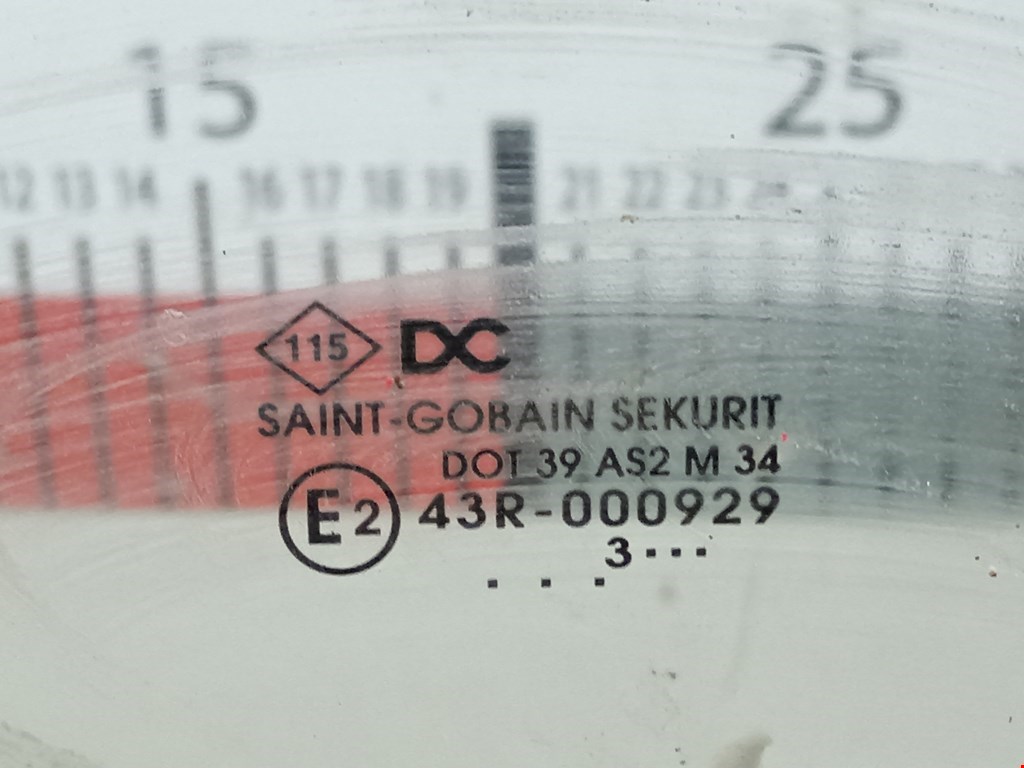 15 25
12 13 14 16 17 18 19 21 22 23 24
115 DC
SAINT-GOBAIN SEKURIT
DOT 39 AS2 M 34
E2 43R-000929
3...
. . .